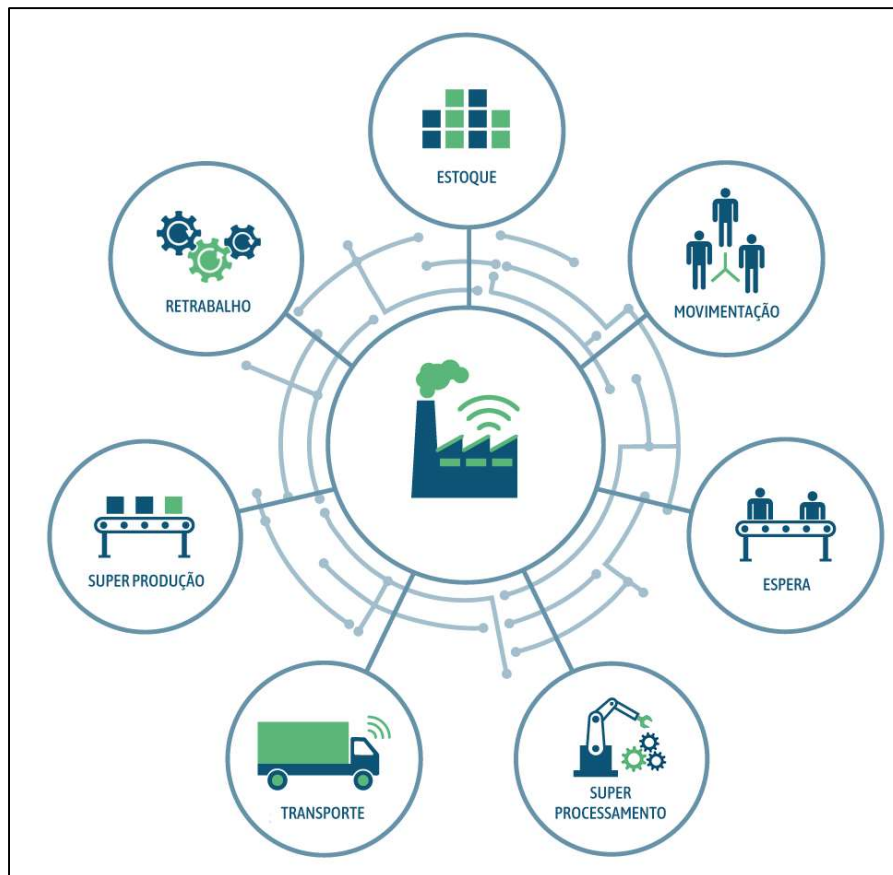 ESTOQUE
MOVIMENTAÇÃO
ESPERA
SUPER
PROCESSAMENTO
TRANSPORTE
SUPER PRODUÇÃO
RETRABALHO